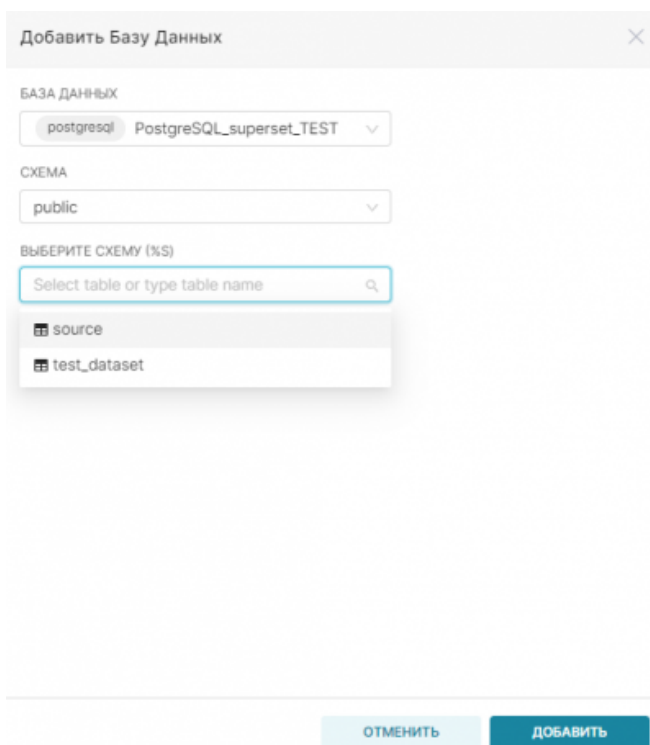 Добавить Базу Данных
БАЗА ДАННЫХ
postgresql PostgreSQL_superset_TEST
СХЕМА
public
ВЫБЕРИТЕ СХЕМУ (%S)
Select table or type table name
source
test_dataset
ОТМЕНИТЬ ДОБАВИТЬ